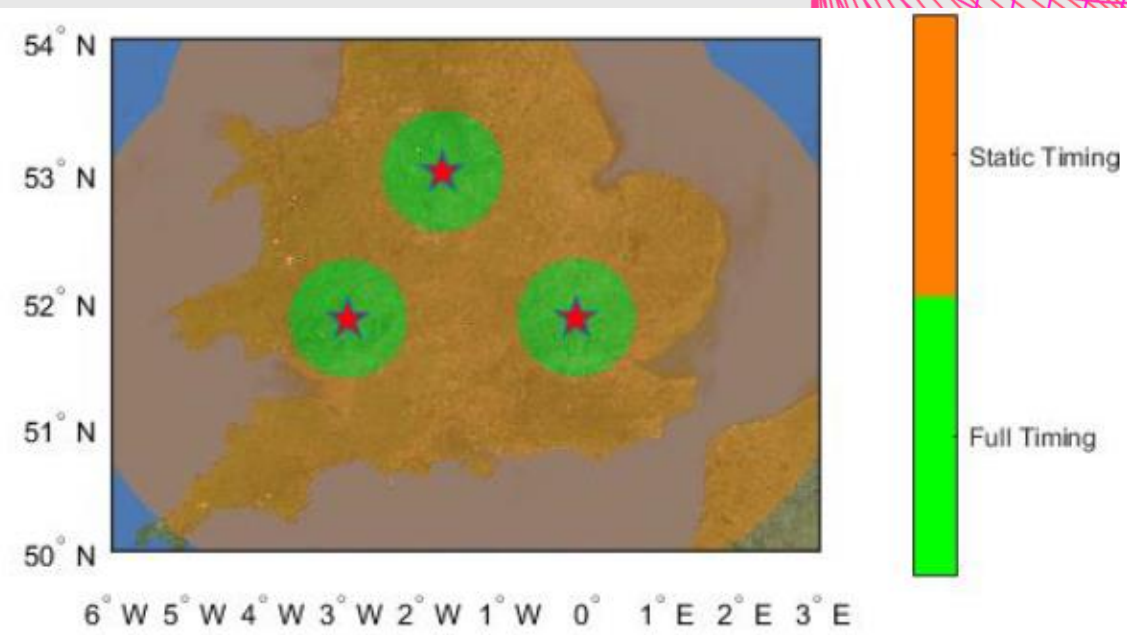 54° N
53° N
52° N
51° N
50° N
6° W 5° W 4° W 3° W 2° W 1° W 0° 1° E 2° E 3° E
Static Timing
Full Timing